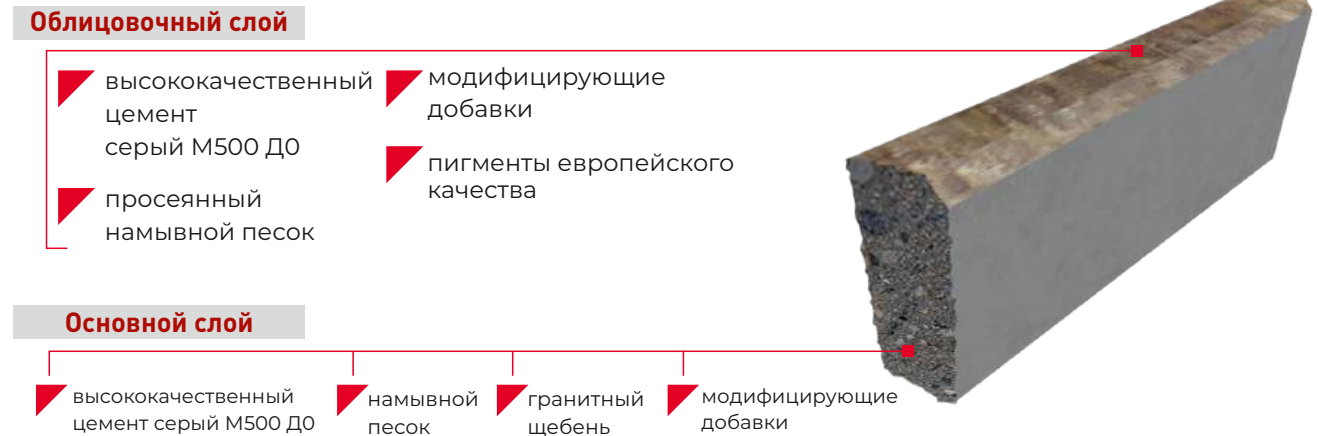 Облицовочный слой
высококачественный
цемент
серый М500 Д0
просеянный
намывной песок
модифицирующие
добавки
пигменты европейского
качества
Основной слой
высококачественный
цемент серый М500 Д0
намывной
песок
гранитный
щебень
модифицирующие
добавки